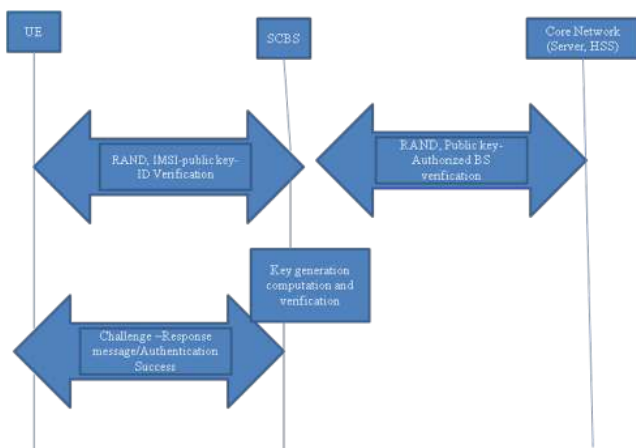 UE
SCBS
Core Network
(Server, HSS)
RAND, IMSI-public key-
ID Verification
RAND, Public key-
Authorized BS
verification
Key generation
computation and
verification
Challenge –Response
message/Authentication
Success